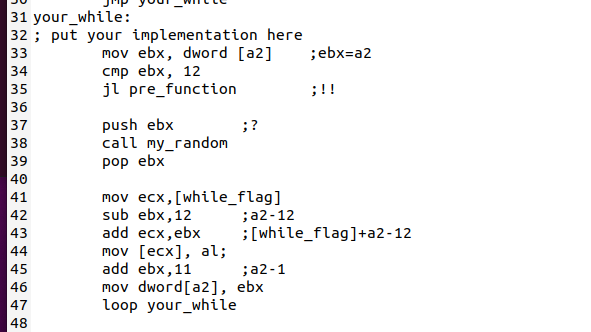 30 jmp your_while
31 your_while:
32 ; put your implementation here
33 mov ebx, dword [a2] ;ebx=a2
34 cmp ebx, 12
35 jl pre_function ;!!
36
37 push ebx ;?
38 call my_random
39 pop ebx
40
41 mov ecx,[while_flag]
42 sub ebx,12 ;a2-12
43 add ecx,ebx ;[while_flag]+a2-12
44 mov [ecx], al;
45 add ebx,11 ;a2-1
46 mov dword[a2], ebx
47 loop your_while
48